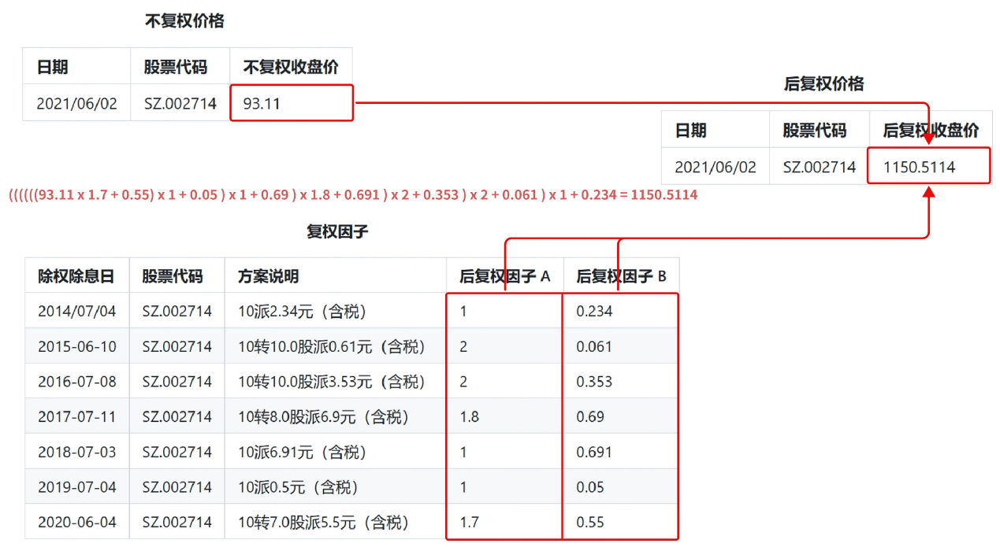 不复权价格
日期 股票代码 不复权收盘价
2021/06/02 SZ.002714 93.11
后复权价格
日期 股票代码 后复权收盘价
2021/06/02 SZ.002714 1150.5114
((((((93.11 x 1.7 + 0.55) x 1 + 0.05 ) x 1 + 0.69 ) x 1.8 + 0.691 ) x 2 + 0.353 ) x 2 + 0.061 ) x 1 + 0.234 = 1150.5114
复权因子
除权除息日 股票代码 方案说明 后复权因子 A 后复权因子 B
2014/07/04 SZ.002714 10派2.34元（含税） 1 0.234
2015-06-10 SZ.002714 10转10.0股派0.61元（含税） 2 0.061
2016-07-08 SZ.002714 10转10.0股派3.53元（含税） 2 0.353
2017-07-11 SZ.002714 10转8.0股派6.9元（含税） 1.8 0.69
2018-07-03 SZ.002714 10派6.91元（含税） 1 0.691
2019-07-04 SZ.002714 10派0.5元（含税） 1 0.05
2020-06-04 SZ.002714 10转7.0股派5.5元（含税） 1.7 0.55